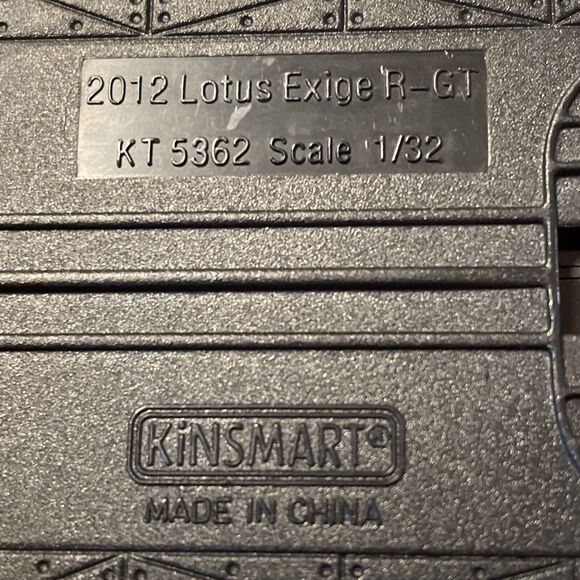 2012 Lotus Exige R-GT
KT 5362 Scale 1/32
KiNSMART®
MADE IN CHINA